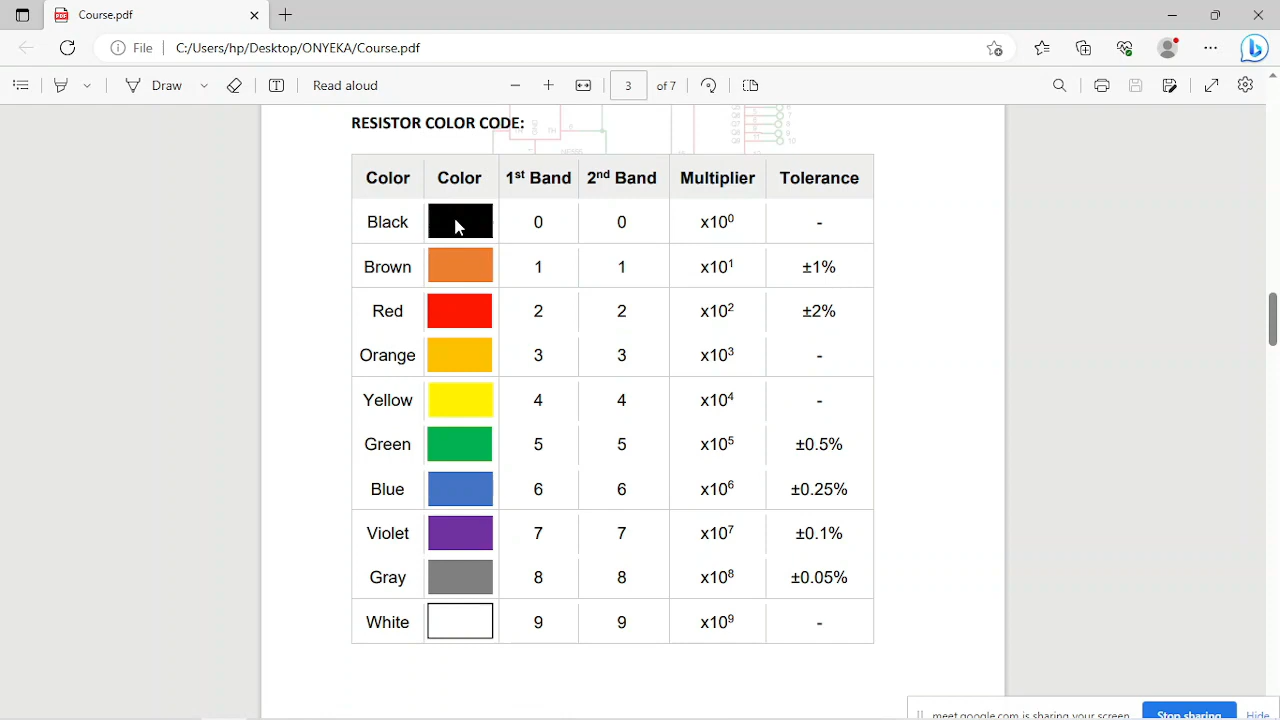 Course.pdf
File
C:/Users/hp/Desktop/ONYEKA/Course.pdf
Draw
Read aloud
3 of 7
RESISTOR COLOR CODE:
Color Color 1st Band 2nd Band Multiplier Tolerance
Black 0 0 x10⁰ -
Brown 1 1 x10¹ ±1%
Red 2 2 x10² ±2%
Orange 3 3 x10³ -
Yellow 4 4 x10⁴ -
Green 5 5 x10⁵ ±0.5%
Blue 6 6 x10⁶ ±0.25%
Violet 7 7 x10⁷ ±0.1%
Gray 8 8 x10⁸ ±0.05%
White 9 9 x10⁹ -
meet.google.com is sharing your screen. Stop sharing Hide